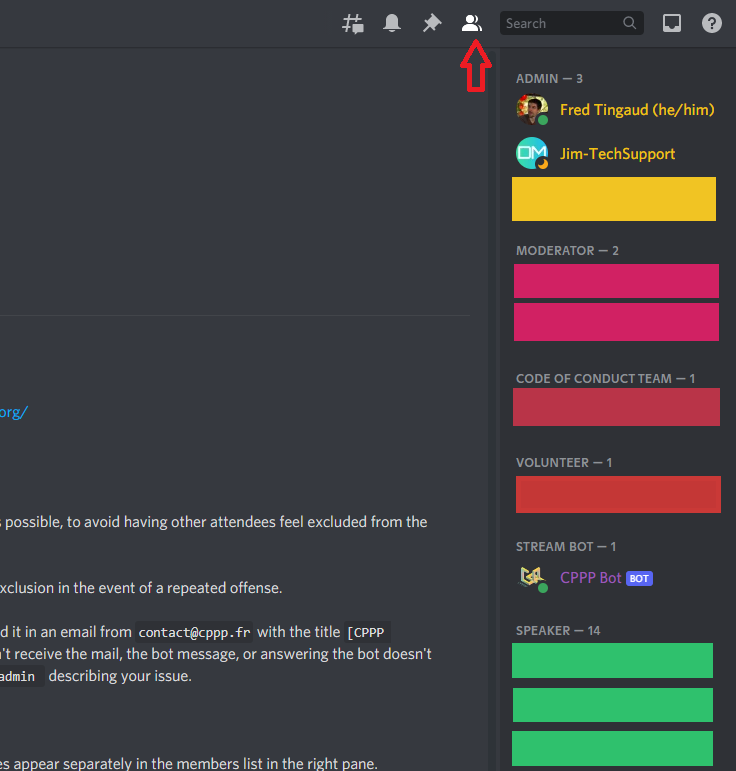 Search
ADMIN — 3
Fred Tingaud (he/him)
DM
Jim-TechSupport
MODERATOR — 2
CODE OF CONDUCT TEAM — 1
org/
VOLUNTEER — 1
s possible, to avoid having other attendees feel excluded from the
STREAM BOT — 1
CPPP Bot BOT
xclusion in the event of a repeated offense.
SPEAKER — 14
d it in an email from contact@cppp.fr with the title [CPPP
't receive the mail, the bot message, or answering the bot doesn't
admin describing your issue.
es appear separately in the members list in the right pane.